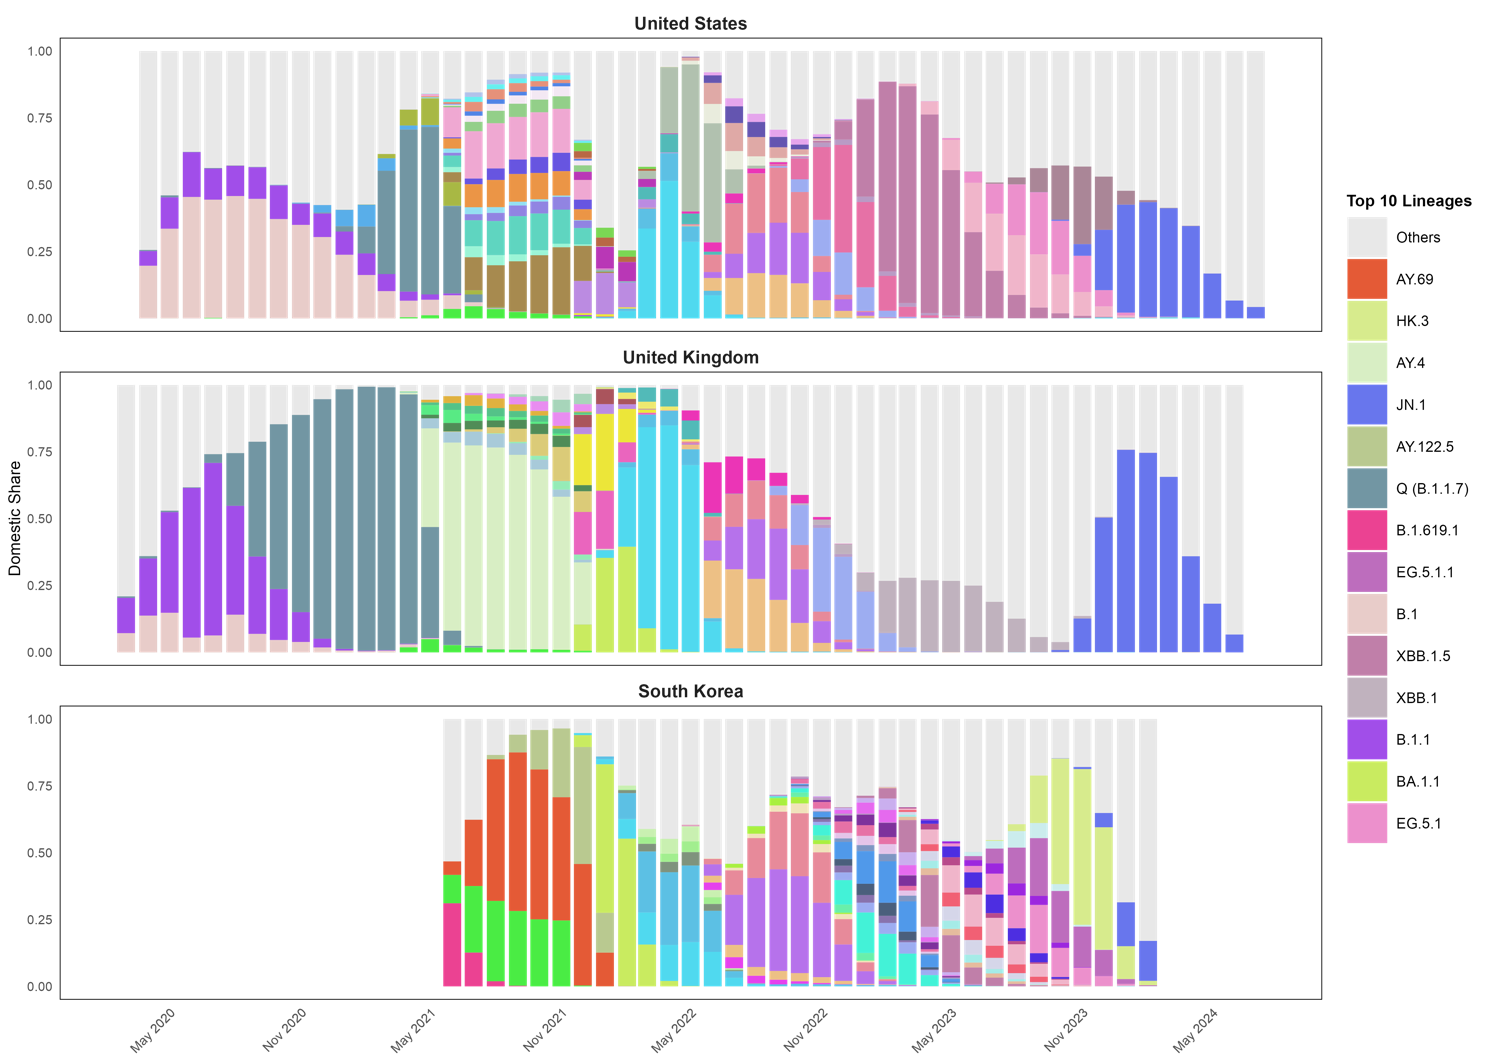 United States
1.00
0.75
0.50
0.25
0.00
United Kingdom
1.00
0.75
0.50
0.25
0.00
Domestic Share
South Korea
1.00
0.75
0.50
0.25
0.00
May 2020
Nov 2020
May 2021
Nov 2021
May 2022
Nov 2022
May 2023
Nov 2023
May 2024
Top 10 Lineages
Others
AY.69
HK.3
AY.4
JN.1
AY.122.5
Q (B.1.1.7)
B.1.619.1
EG.5.1.1
B.1
XBB.1.5
XBB.1
B.1.1
BA.1.1
EG.5.1